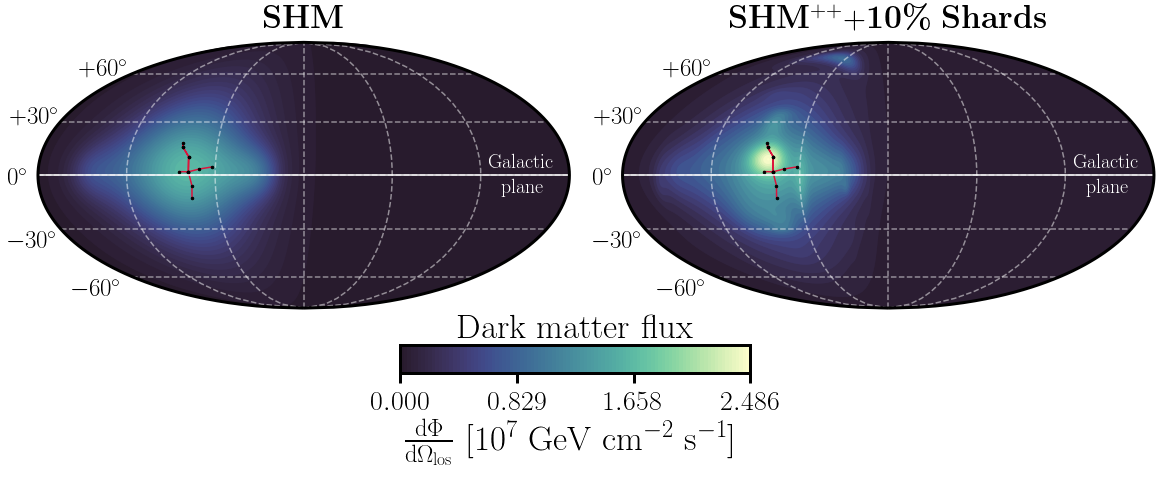 SHM
+60°
+30°
0°
−30°
−60°
Galactic
plane
SHM⁺⁺+10% Shards
+60°
+30°
0°
−30°
−60°
Galactic
plane
Dark matter flux
0.000 0.829 1.658 2.486
dΦ/dΩ_los [10⁷ GeV cm⁻² s⁻¹]